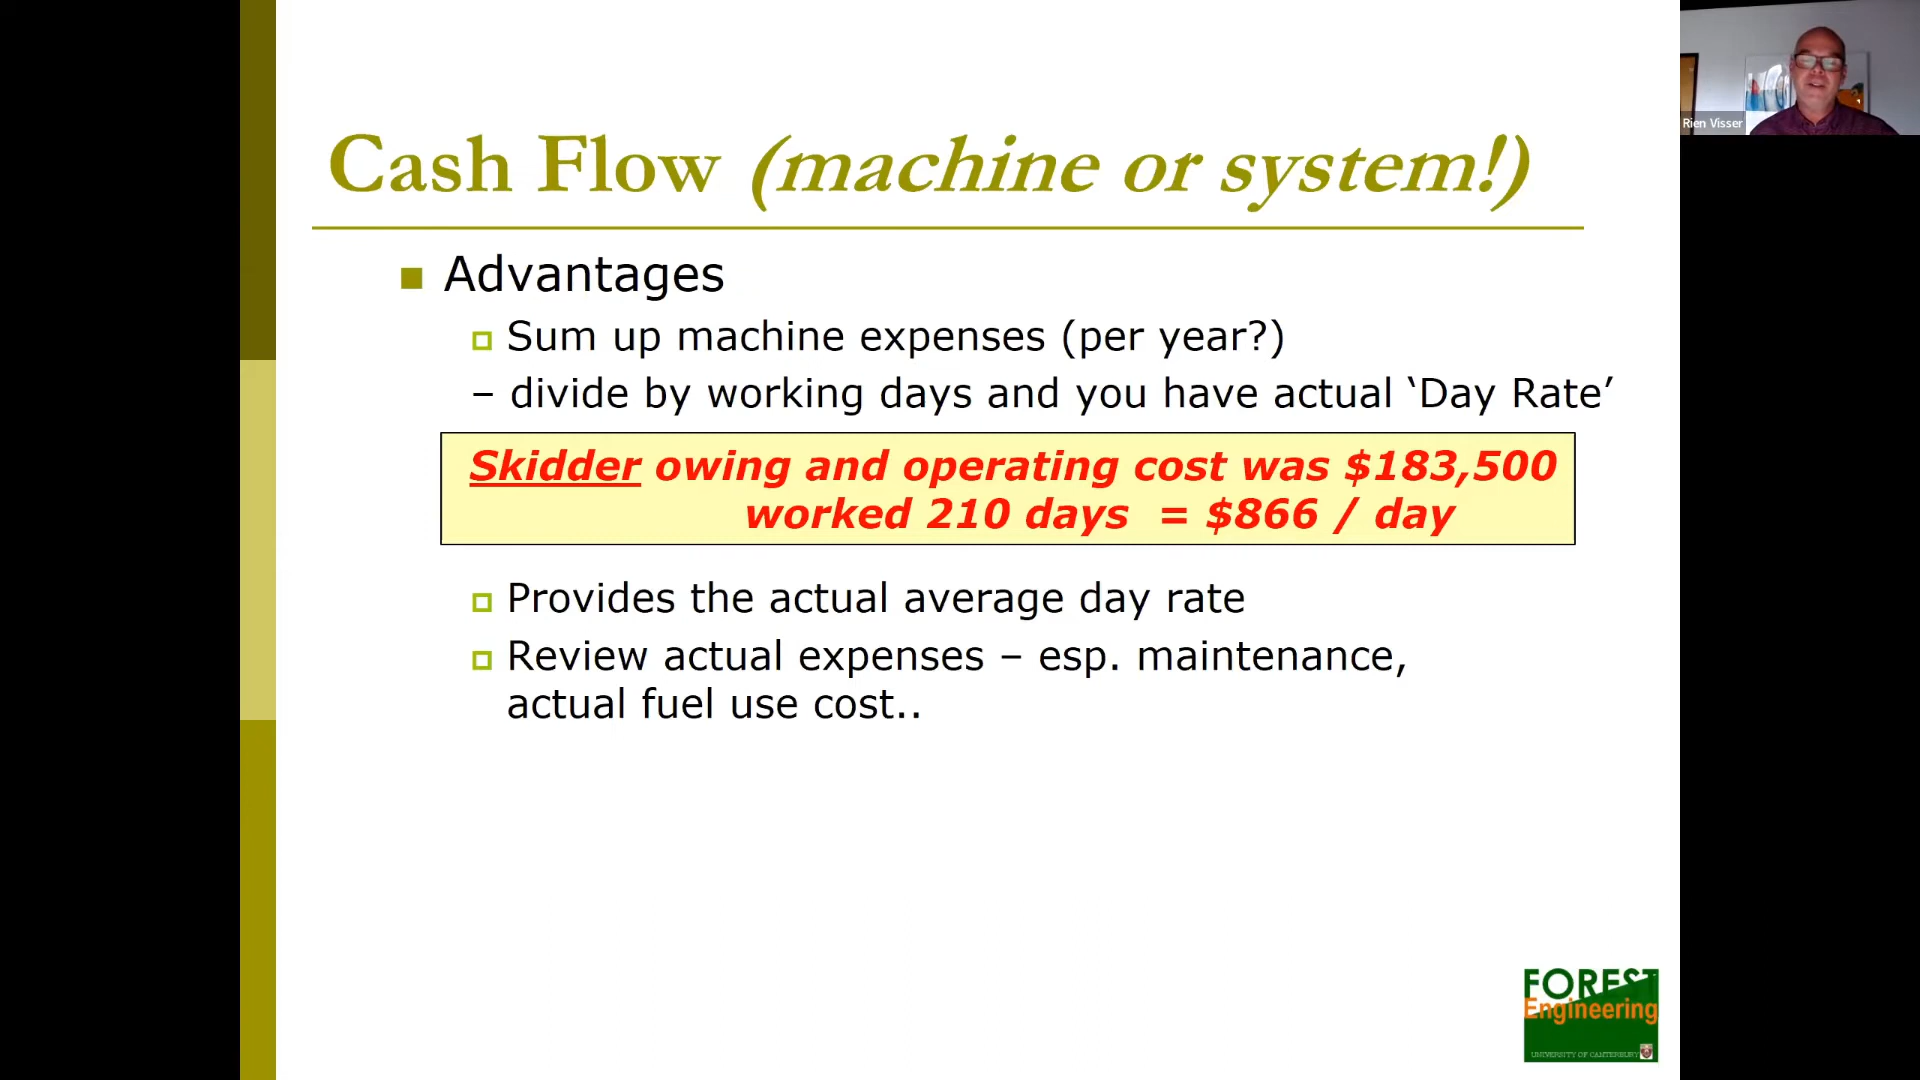 Cash Flow (machine or system!)
Advantages
Sum up machine expenses (per year?)
– divide by working days and you have actual ‘Day Rate’
Skidder owing and operating cost was $183,500
worked 210 days = $866 / day
Provides the actual average day rate
Review actual expenses – esp. maintenance,
actual fuel use cost..
Rien Visser
FOREST
Engineering
UNIVERSITY OF CANTERBURY